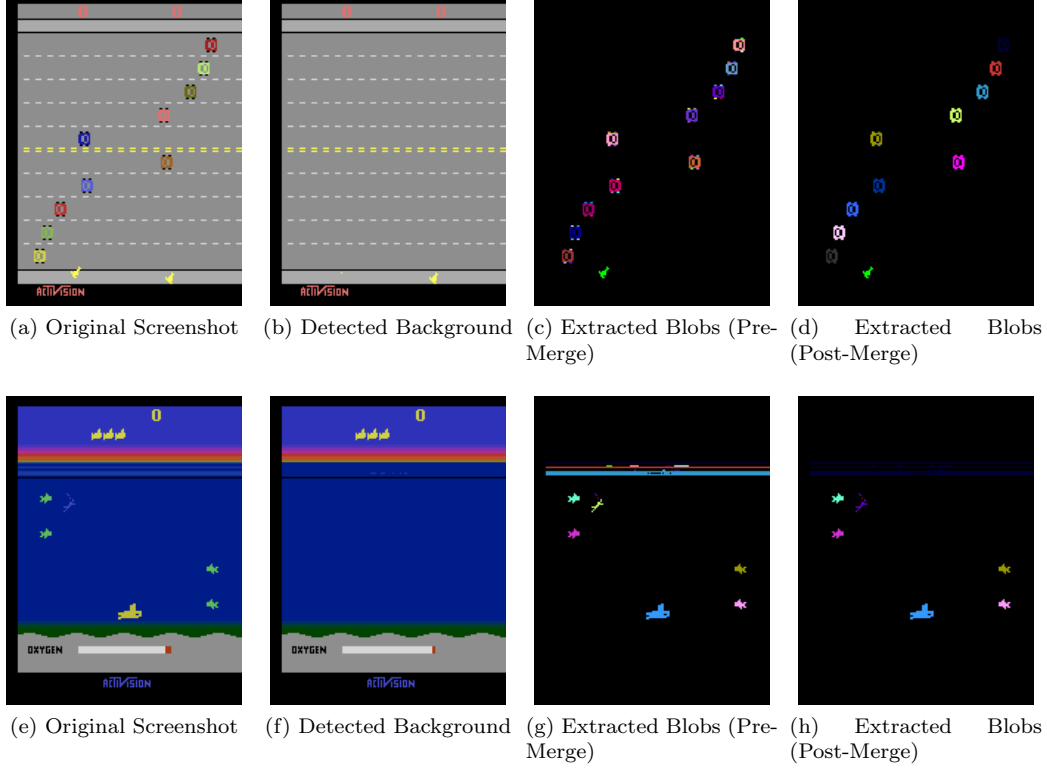 0 0
ACTIVISION
(a) Original Screenshot
(b) Detected Background
(c) Extracted Blobs (Pre-
Merge)
(d) Extracted Blobs
(Post-Merge)
0 0
ACTIVISION
0
OXYGEN
ACTIVISION
0
OXYGEN
ACTIVISION
(e) Original Screenshot
(f) Detected Background
(g) Extracted Blobs (Pre-
Merge)
(h) Extracted Blobs
(Post-Merge)